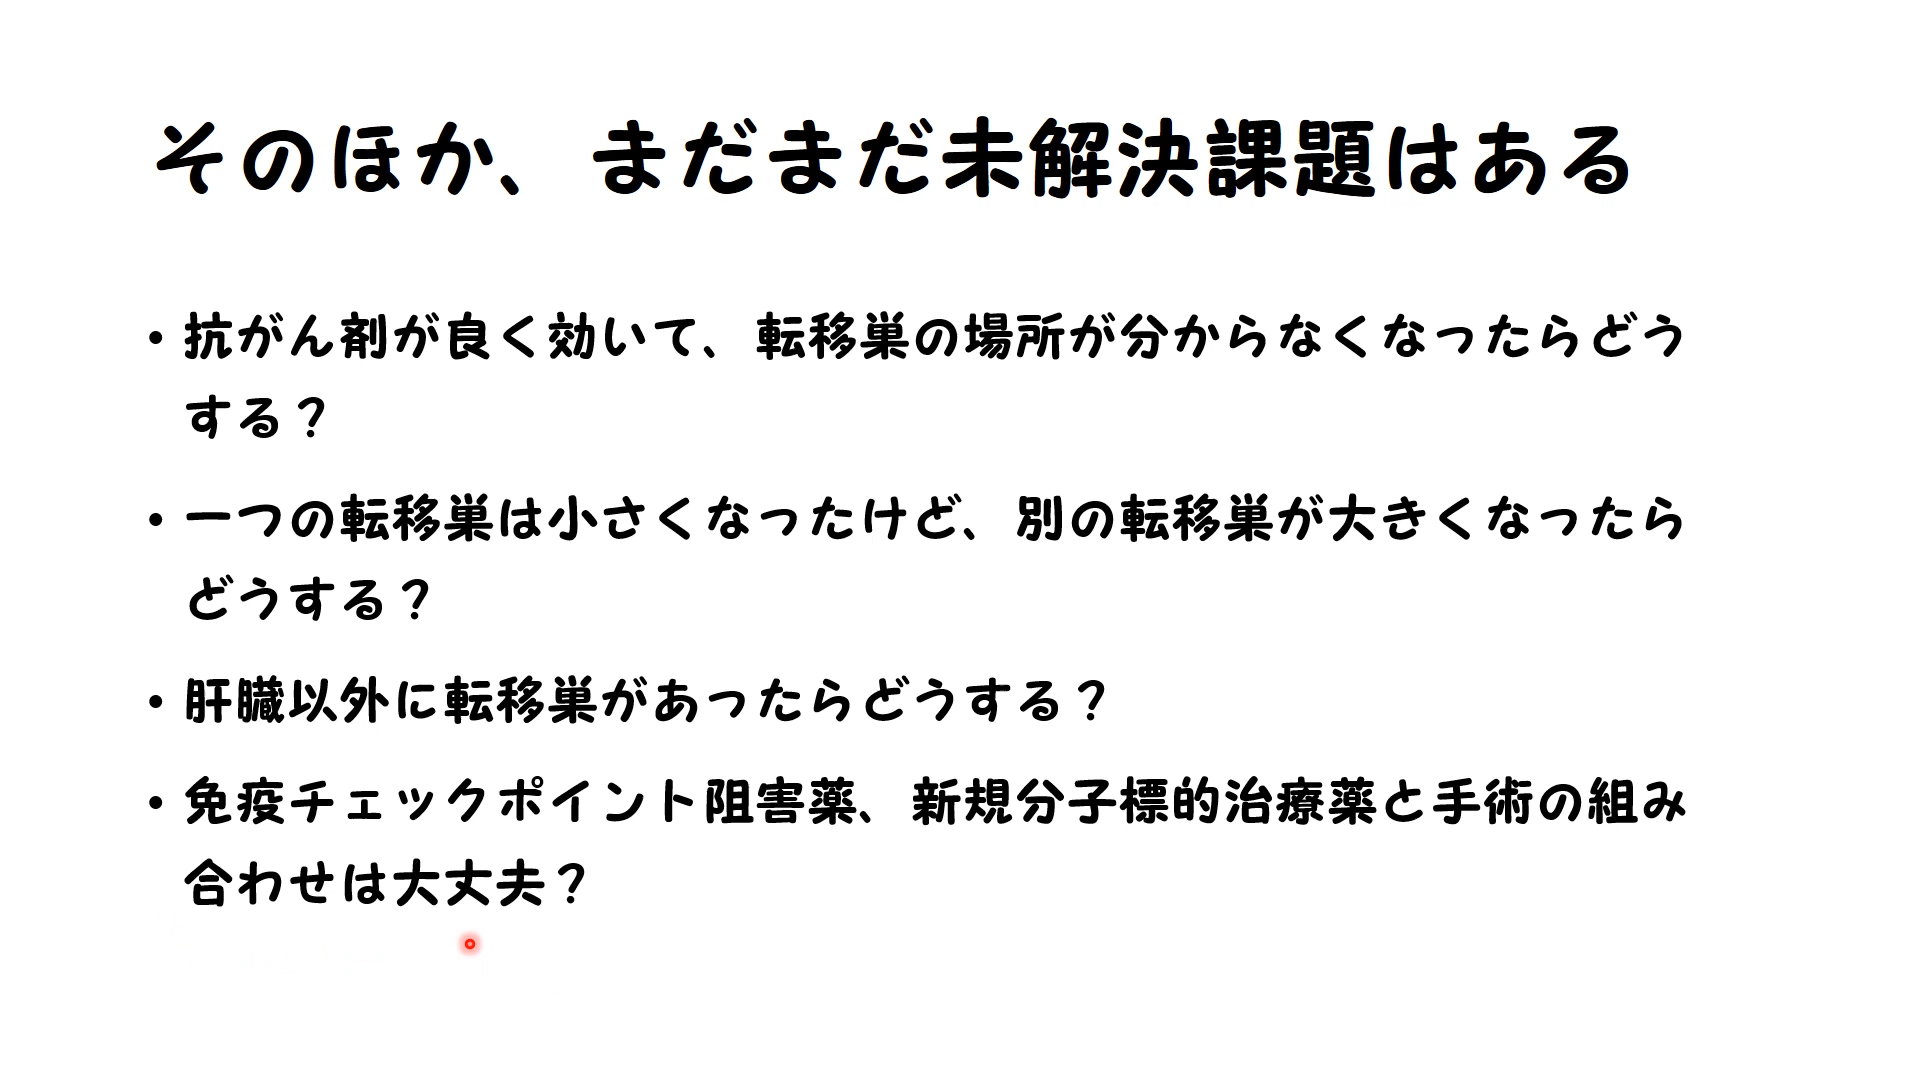 そのほか、まだまだ未解決課題はある
・抗がん剤が良く効いて、転移巣の場所が分からなくなったらどう
する？
・一つの転移巣は小さくなったけど、別の転移巣が大きくなったら
どうする？
・肝臓以外に転移巣があったらどうする？
・免疫チェックポイント阻害薬、新規分子標的治療薬と手術の組み
合わせは大丈夫？